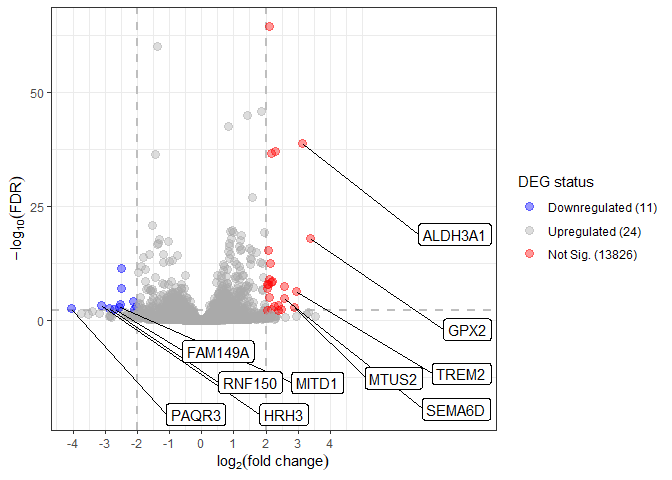 50
25
0
−log10(FDR)
ALDH3A1
GPX2
FAM149A
RNF150
MITD1
MTUS2
TREM2
PAQR3
HRH3
SEMA6D
-4 -3 -2 -1 0 1 2 3 4
log2(fold change)
DEG status
Downregulated (11)
Upregulated (24)
Not Sig. (13826)